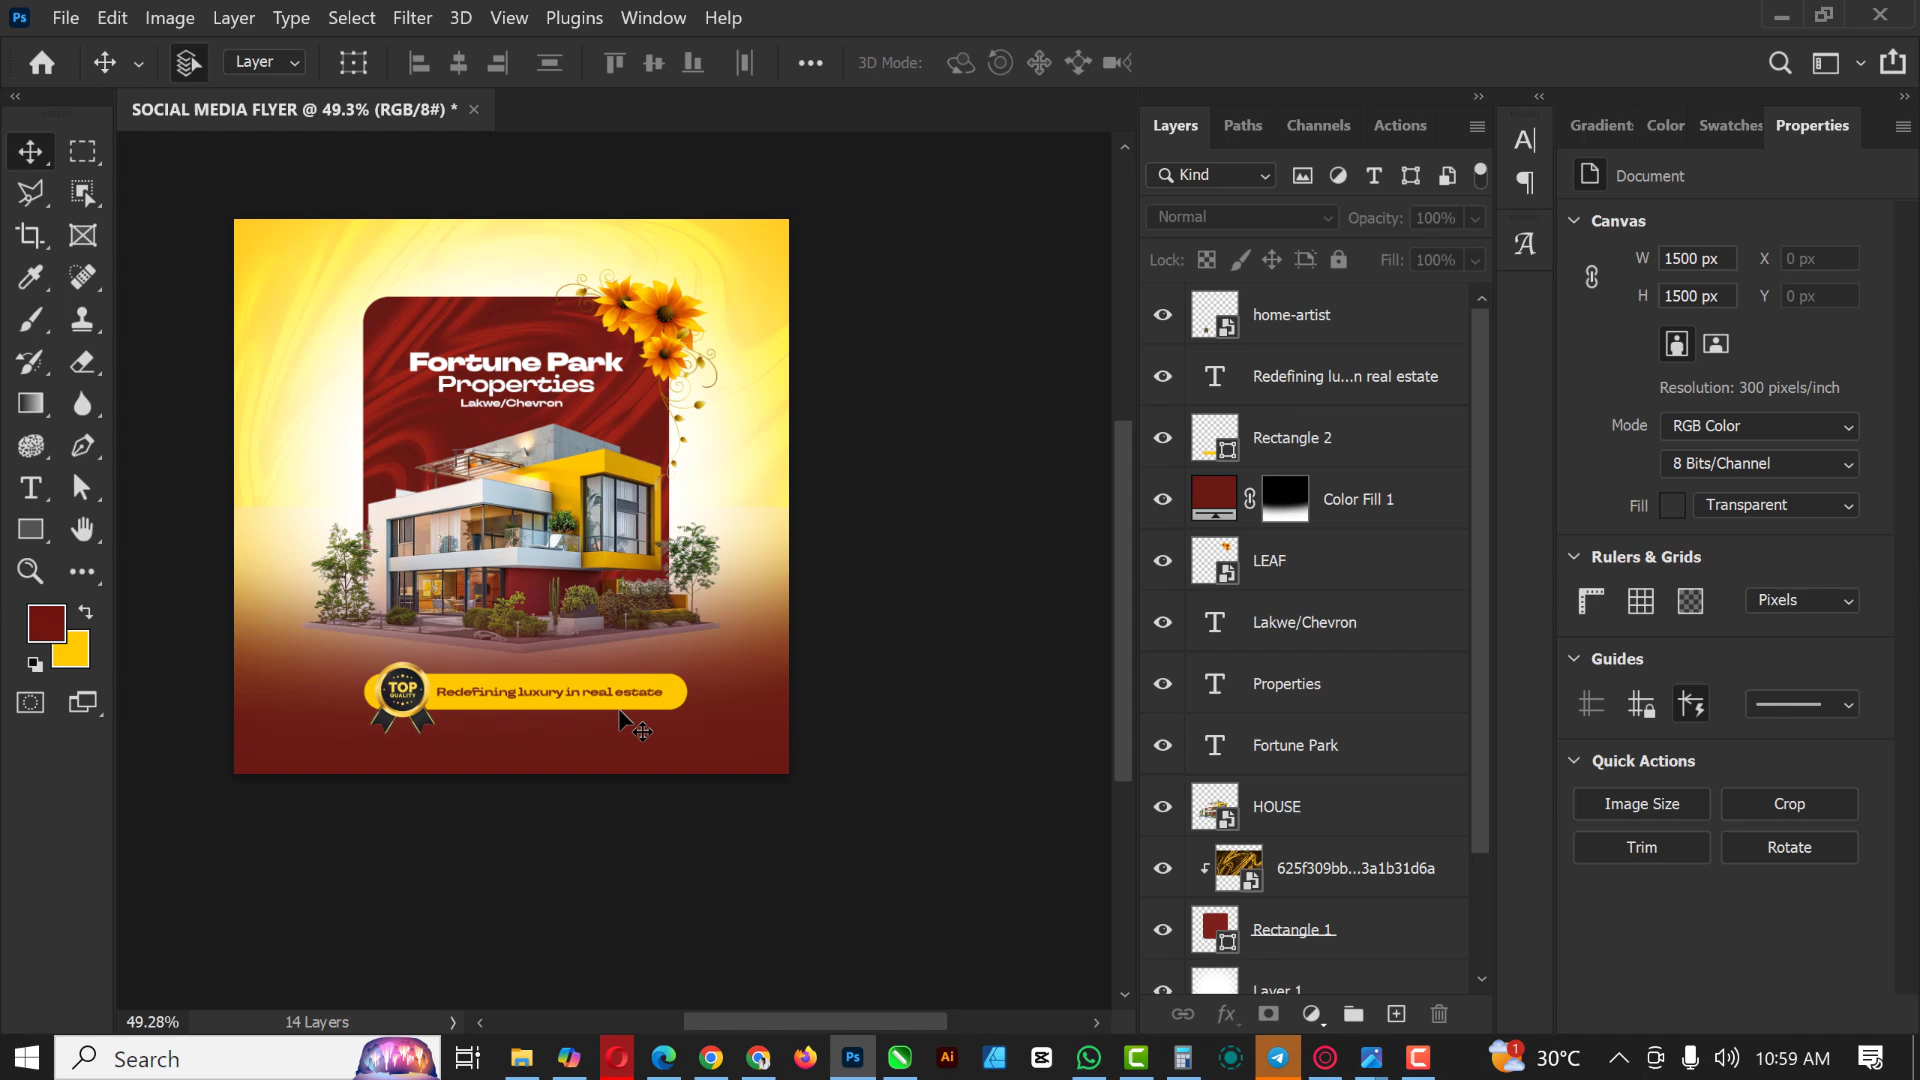 Ps File Edit Image Layer Type Select Filter 3D View Plugins Window Help
Layer 3D Mode:
SOCIAL MEDIA FLYER @ 49.3% (RGB/8#) *
Fortune Park
Properties
Lakwe/Chevron
TOP
QUALITY
Redefining luxury in real estate
49.28% 14 Layers
Layers Paths Channels Actions
Kind
Normal Opacity: 100%
Lock: Fill: 100%
home-artist
Redefining lu...n real estate
Rectangle 2
Color Fill 1
LEAF
Lakwe/Chevron
Properties
Fortune Park
HOUSE
625f309bb...3a1b31d6a
Rectangle 1
Layer 1
Gradient Color Swatches Properties
Document
Canvas
W 1500 px X 0 px
H 1500 px Y 0 px
Resolution: 300 pixels/inch
Mode RGB Color
8 Bits/Channel
Fill Transparent
Rulers & Grids
Pixels
Guides
Quick Actions
Image Size Crop
Trim Rotate
Search Ps Ai 1 30°C 10:59 AM